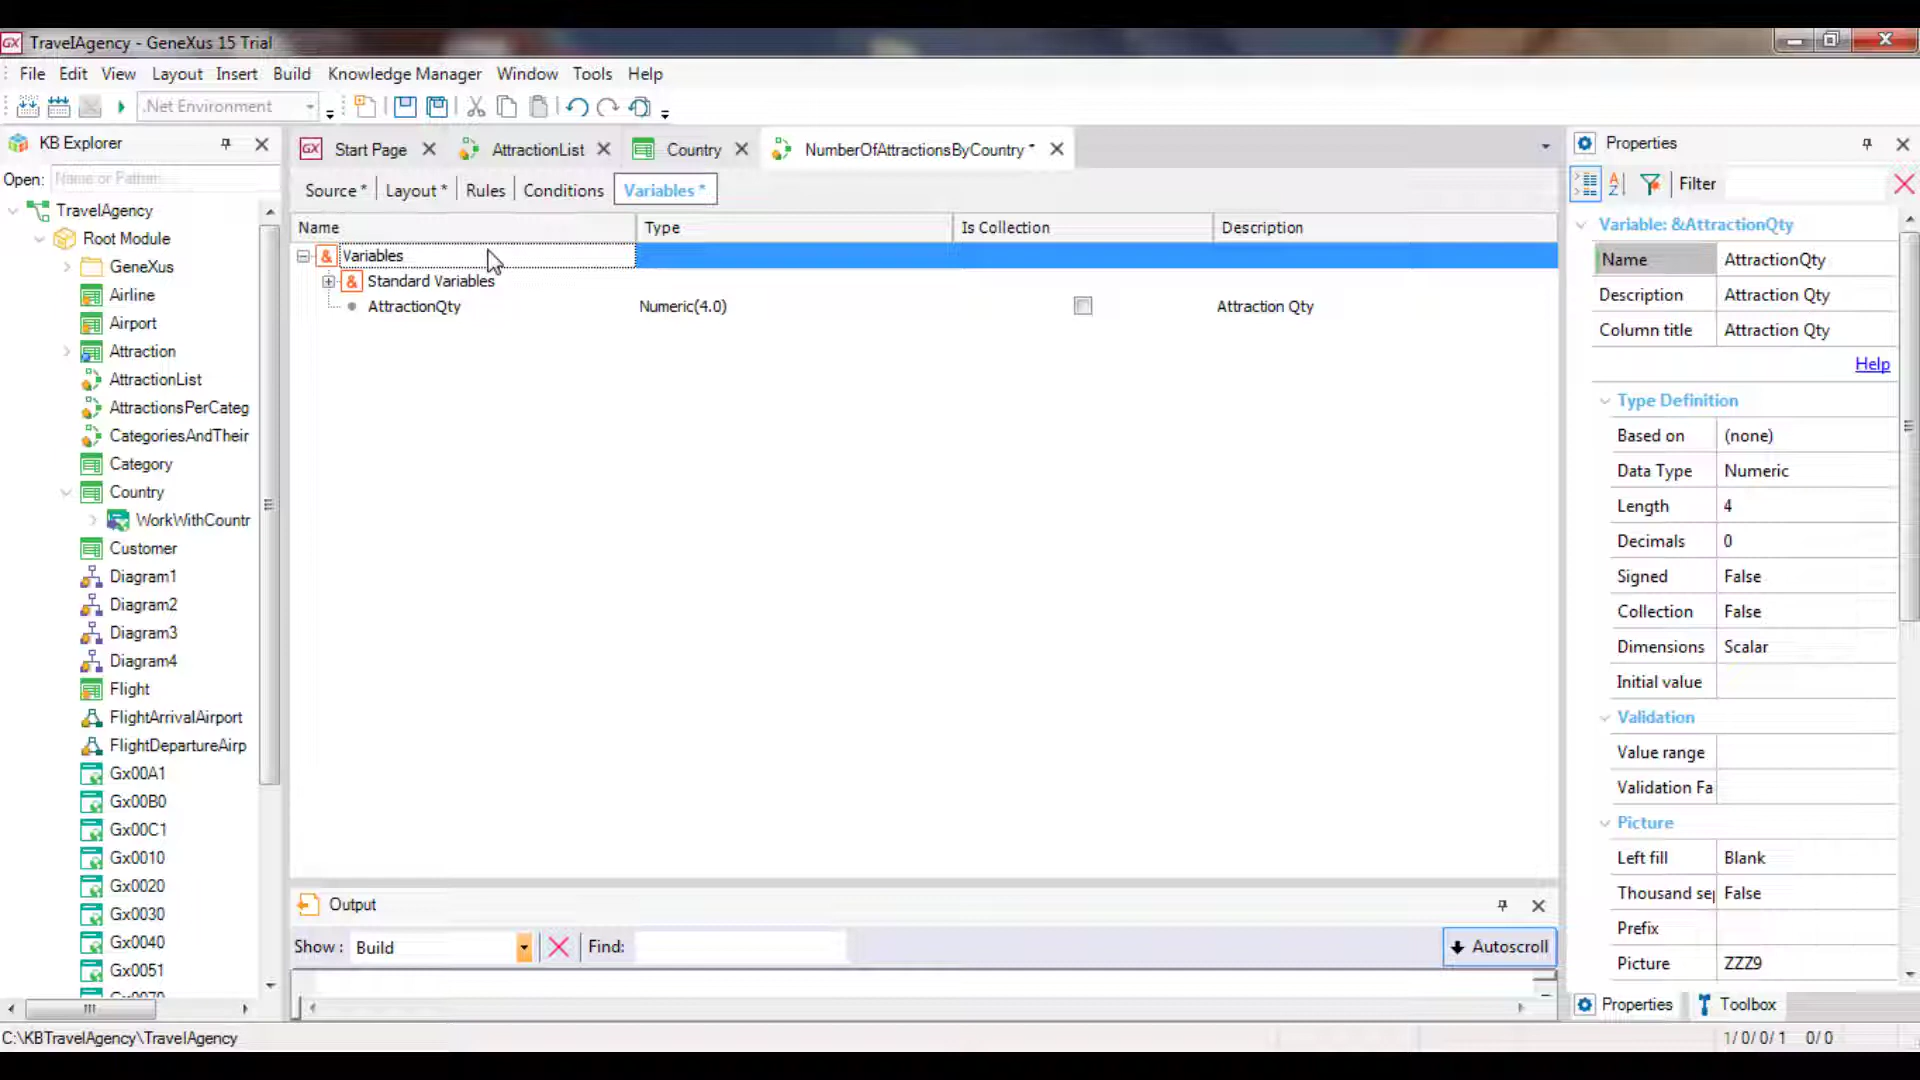 TravelAgency - GeneXus 15 Trial
File Edit View Layout Insert Build Knowledge Manager Window Tools Help
.Net Environment
KB Explorer
Open: Name or Pattern...
TravelAgency
Root Module
GeneXus
Airline
Airport
Attraction
AttractionList
AttractionsPerCateg
CategoriesAndTheir
Category
Country
WorkWithCountr
Customer
Diagram1
Diagram2
Diagram3
Diagram4
Flight
FlightArrivalAirport
FlightDepartureAirp
Gx00A1
Gx00B0
Gx00C1
Gx0010
Gx0020
Gx0030
Gx0040
Gx0051
Start Page AttractionList Country NumberOfAttractionsByCountry *
Source * Layout * Rules Conditions Variables *
Name Type Is Collection Description
& Variables
& Standard Variables
AttractionQty Numeric(4.0) Attraction Qty
Output
Show : Build Find: Autoscroll
Properties
Filter
Variable: &AttractionQty
Name AttractionQty
Description Attraction Qty
Column title Attraction Qty
Help
Type Definition
Based on (none)
Data Type Numeric
Length 4
Decimals 0
Signed False
Collection False
Dimensions Scalar
Initial value
Validation
Value range
Validation Fa
Picture
Left fill Blank
Thousand sep False
Prefix
Picture ZZZ9
Properties Toolbox
C:\KBTravelAgency\TravelAgency 1/0/0/1 0/0